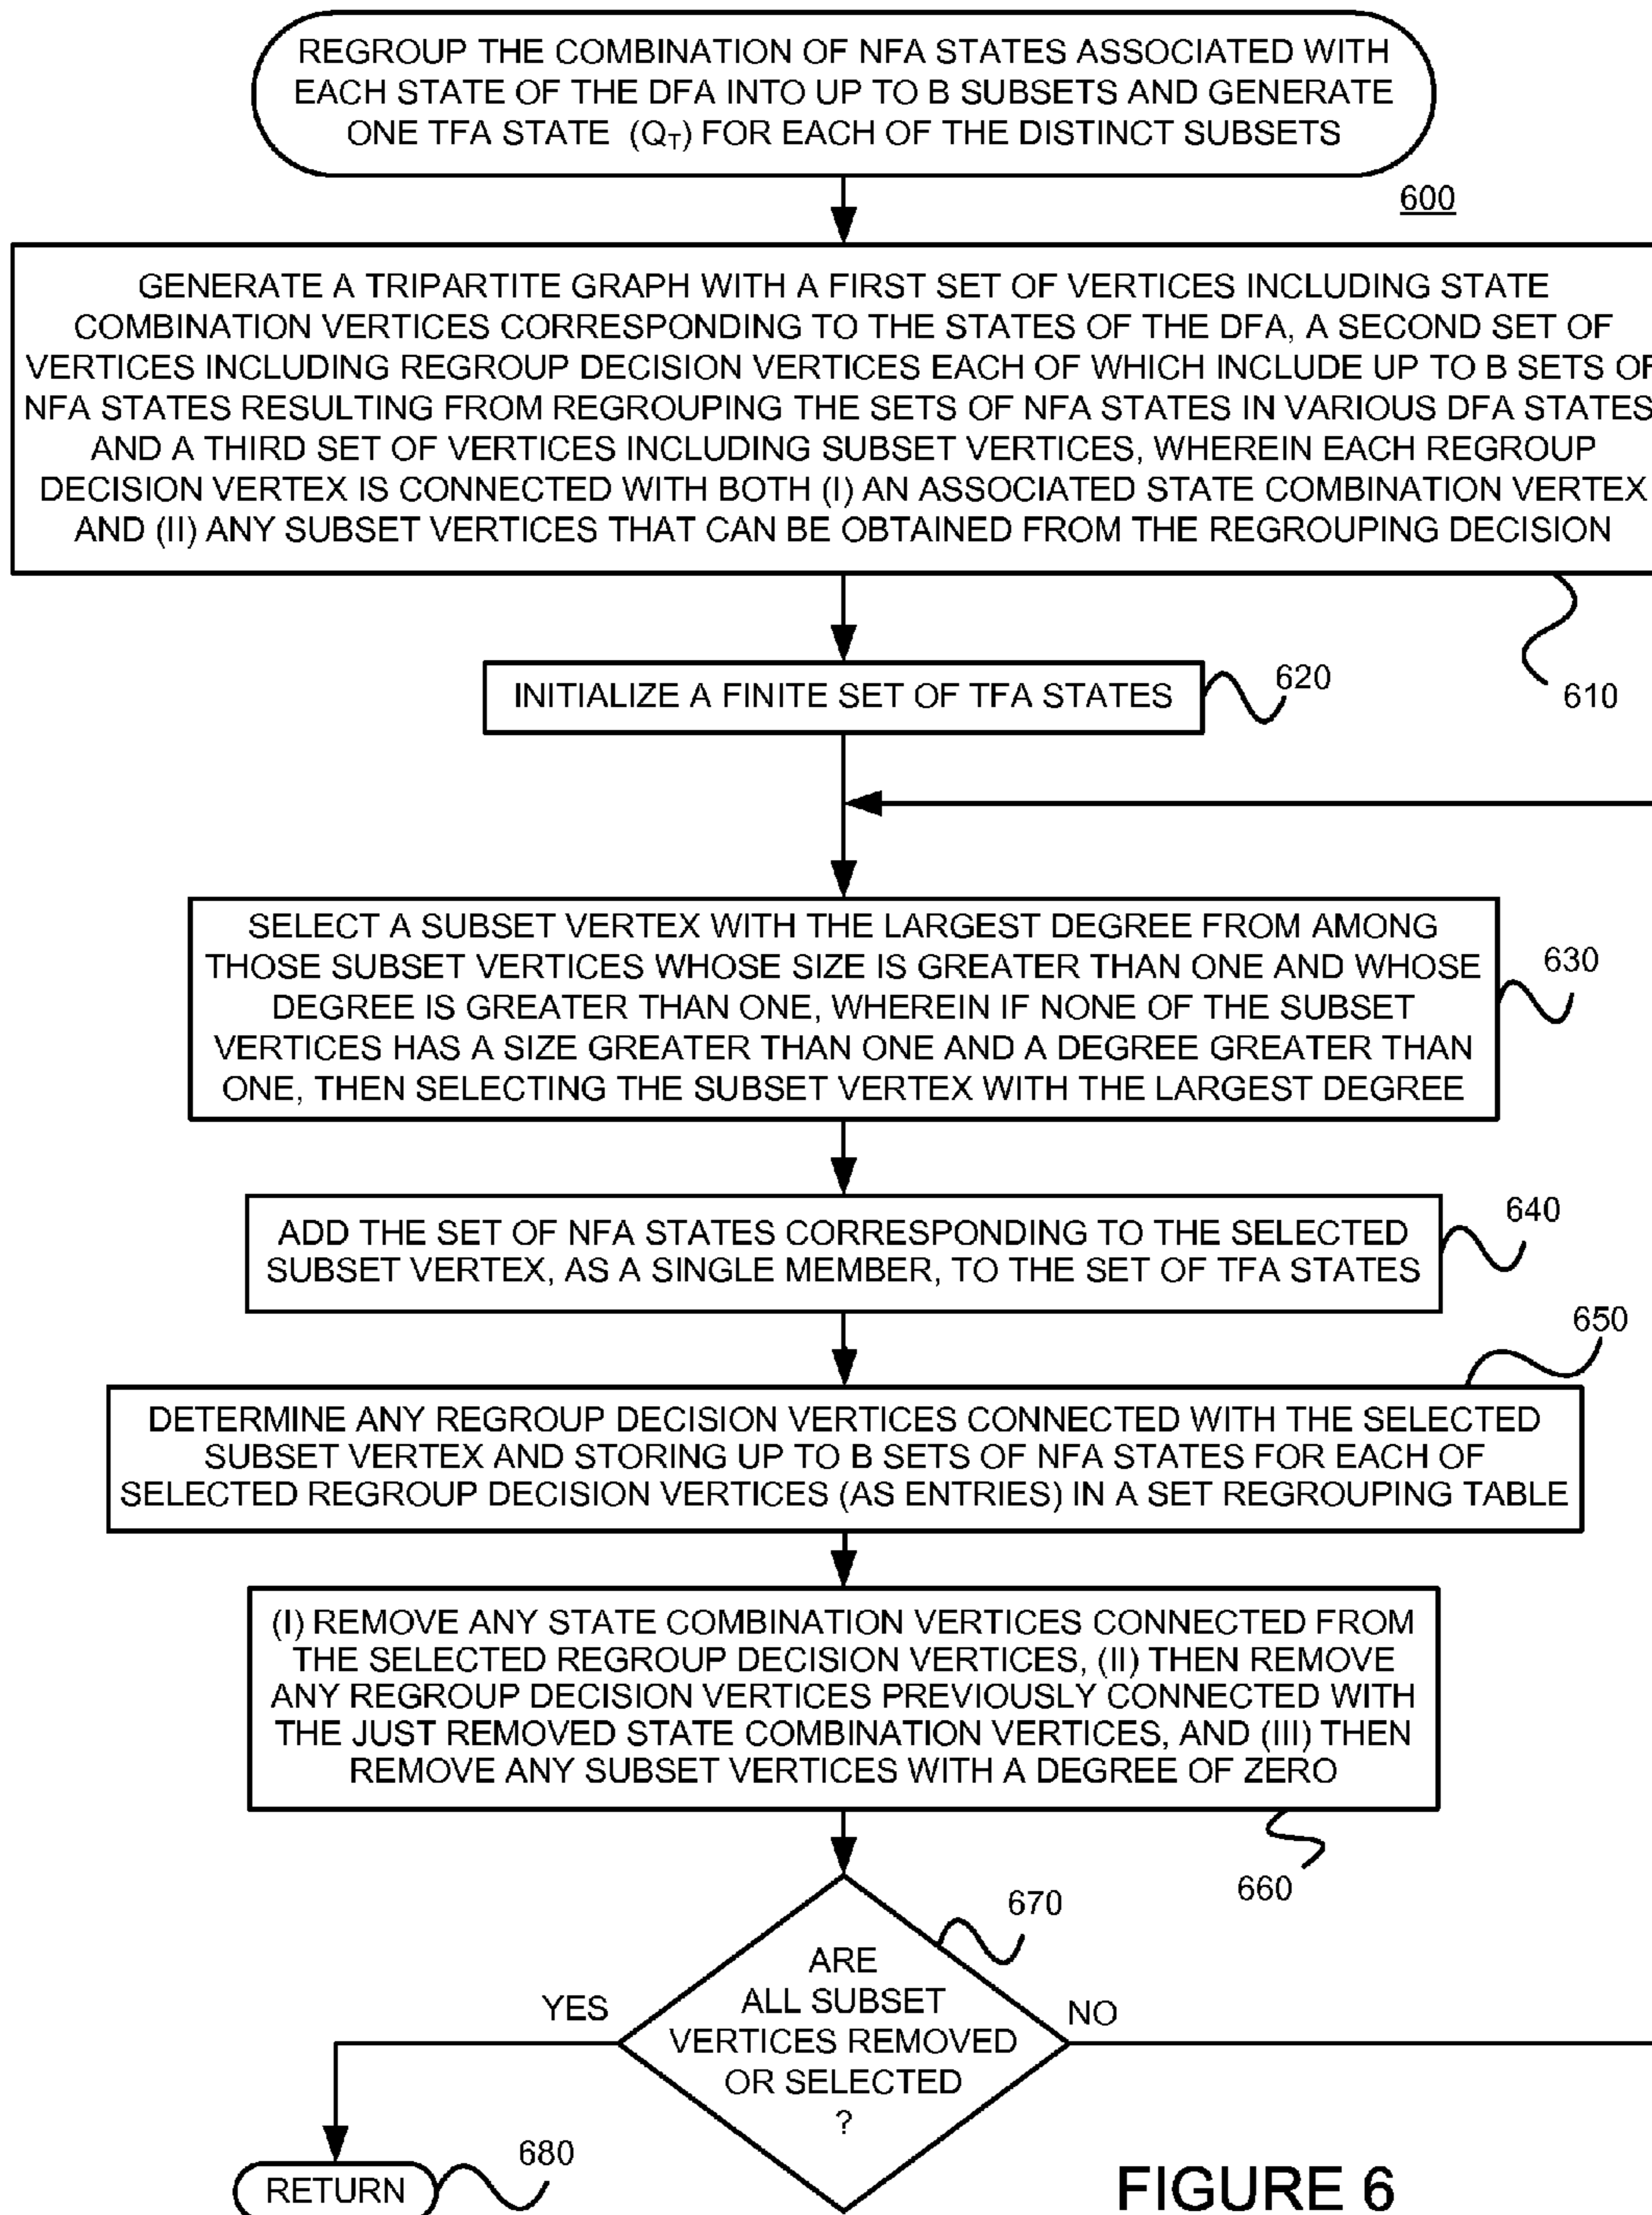 REGROUP THE COMBINATION OF NFA STATES ASSOCIATED WITH
EACH STATE OF THE DFA INTO UP TO B SUBSETS AND GENERATE
ONE TFA STATE (QT) FOR EACH OF THE DISTINCT SUBSETS
600
GENERATE A TRIPARTITE GRAPH WITH A FIRST SET OF VERTICES INCLUDING STATE
COMBINATION VERTICES CORRESPONDING TO THE STATES OF THE DFA, A SECOND SET OF
VERTICES INCLUDING REGROUP DECISION VERTICES EACH OF WHICH INCLUDE UP TO B SETS OF
NFA STATES RESULTING FROM REGROUPING THE SETS OF NFA STATES IN VARIOUS DFA STATES
AND A THIRD SET OF VERTICES INCLUDING SUBSET VERTICES, WHEREIN EACH REGROUP
DECISION VERTEX IS CONNECTED WITH BOTH (I) AN ASSOCIATED STATE COMBINATION VERTEX
AND (II) ANY SUBSET VERTICES THAT CAN BE OBTAINED FROM THE REGROUPING DECISION
610
INITIALIZE A FINITE SET OF TFA STATES
620
SELECT A SUBSET VERTEX WITH THE LARGEST DEGREE FROM AMONG
THOSE SUBSET VERTICES WHOSE SIZE IS GREATER THAN ONE AND WHOSE
DEGREE IS GREATER THAN ONE, WHEREIN IF NONE OF THE SUBSET
VERTICES HAS A SIZE GREATER THAN ONE AND A DEGREE GREATER THAN
ONE, THEN SELECTING THE SUBSET VERTEX WITH THE LARGEST DEGREE
630
ADD THE SET OF NFA STATES CORRESPONDING TO THE SELECTED
SUBSET VERTEX, AS A SINGLE MEMBER, TO THE SET OF TFA STATES
640
650
DETERMINE ANY REGROUP DECISION VERTICES CONNECTED WITH THE SELECTED
SUBSET VERTEX AND STORING UP TO B SETS OF NFA STATES FOR EACH OF
SELECTED REGROUP DECISION VERTICES (AS ENTRIES) IN A SET REGROUPING TABLE
(I) REMOVE ANY STATE COMBINATION VERTICES CONNECTED FROM
THE SELECTED REGROUP DECISION VERTICES, (II) THEN REMOVE
ANY REGROUP DECISION VERTICES PREVIOUSLY CONNECTED WITH
THE JUST REMOVED STATE COMBINATION VERTICES, AND (III) THEN
REMOVE ANY SUBSET VERTICES WITH A DEGREE OF ZERO
660
670
ARE
ALL SUBSET
VERTICES REMOVED
OR SELECTED
?
YES
NO
RETURN
680
FIGURE 6